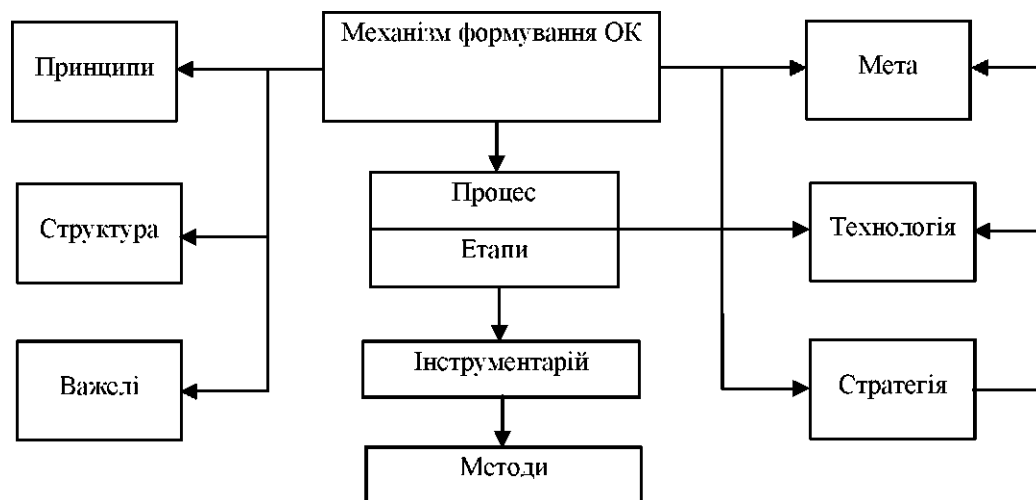 Механізм формування ОК
Принципи
Мета
Процес
Структура
Технологія
Етапи
Інструментарій
Важелі
Стратегія
Методи